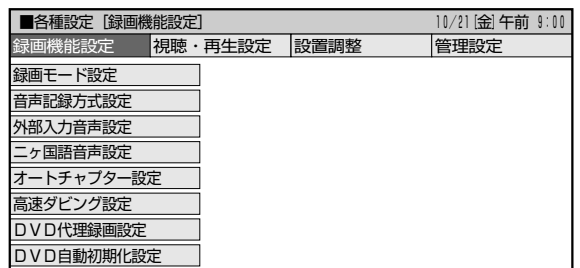 ■各種設定［録画機能設定］ 10/21[金]午前 9:00
録画機能設定 視聴・再生設定 設置調整 管理設定
録画モード設定
音声記録方式設定
外部入力音声設定
二ヶ国語音声設定
オートチャプター設定
高速ダビング設定
ＤＶＤ代理録画設定
ＤＶＤ自動初期化設定